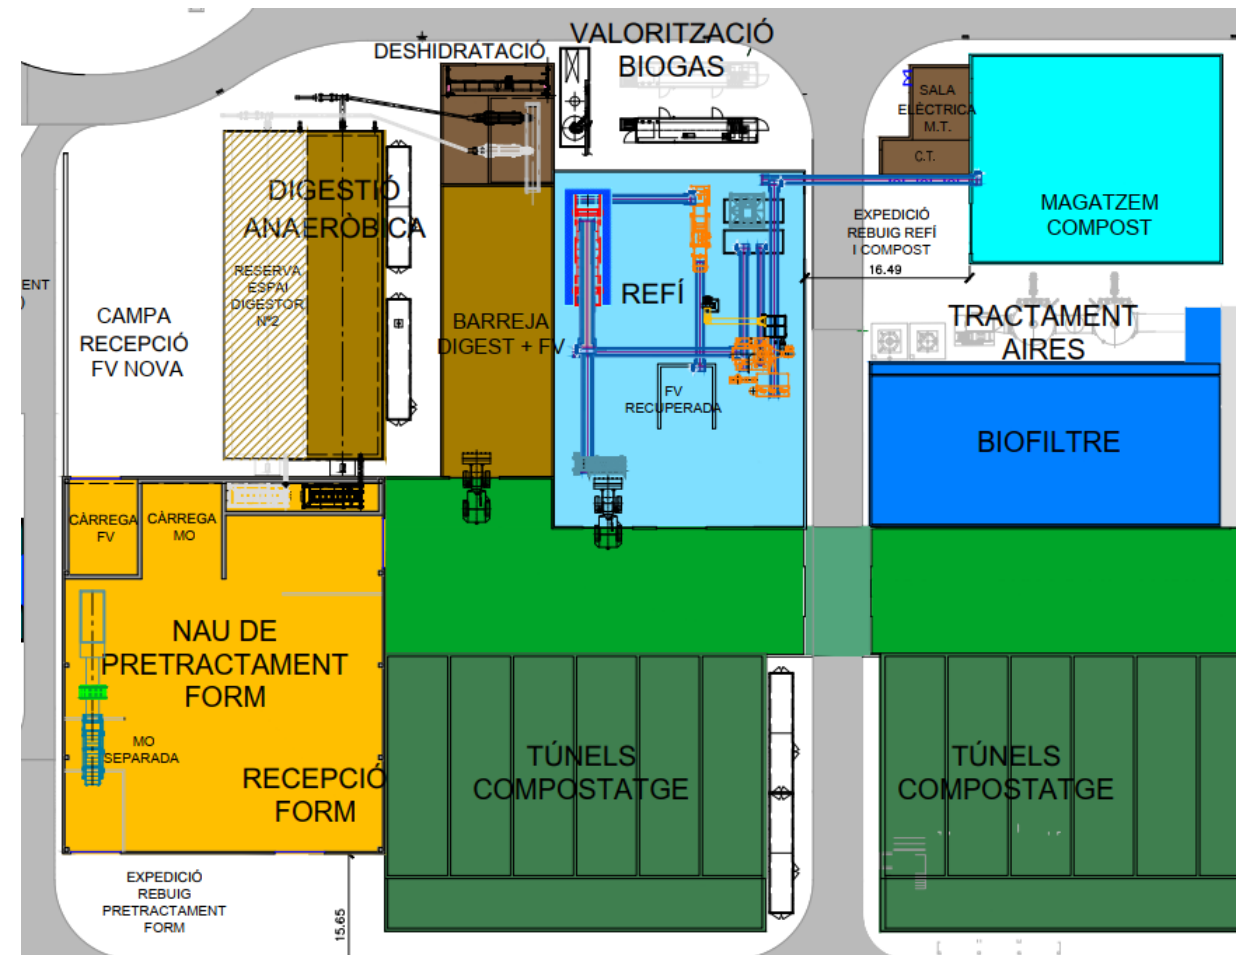 VALORITZACIÓ
BIOGAS
DESHIDRATACIÓ
SALA
ELÈCTRICA
M.T.
C.T.
DIGESTIÓ
ANAERÒBICA
RESERVA
ESPAI
DIGESTOR
Nº2
MAGATZEM
COMPOST
EXPEDICIÓ
REBUIG REFÍ
I COMPOST
16.49
ENT
)
CAMPA
RECEPCIÓ
FV NOVA
BARREJA
DIGEST + FV
REFÍ
FV
RECUPERADA
TRACTAMENT
AIRES
BIOFILTRE
CÀRREGA
FV
CÀRREGA
MO
NAU DE
PRETRACTAMENT
FORM
MO
SEPARADA
RECEPCIÓ
FORM
TÚNELS
COMPOSTATGE
TÚNELS
COMPOSTATGE
EXPEDICIÓ
REBUIG
PRETRACTAMENT
FORM
15.65